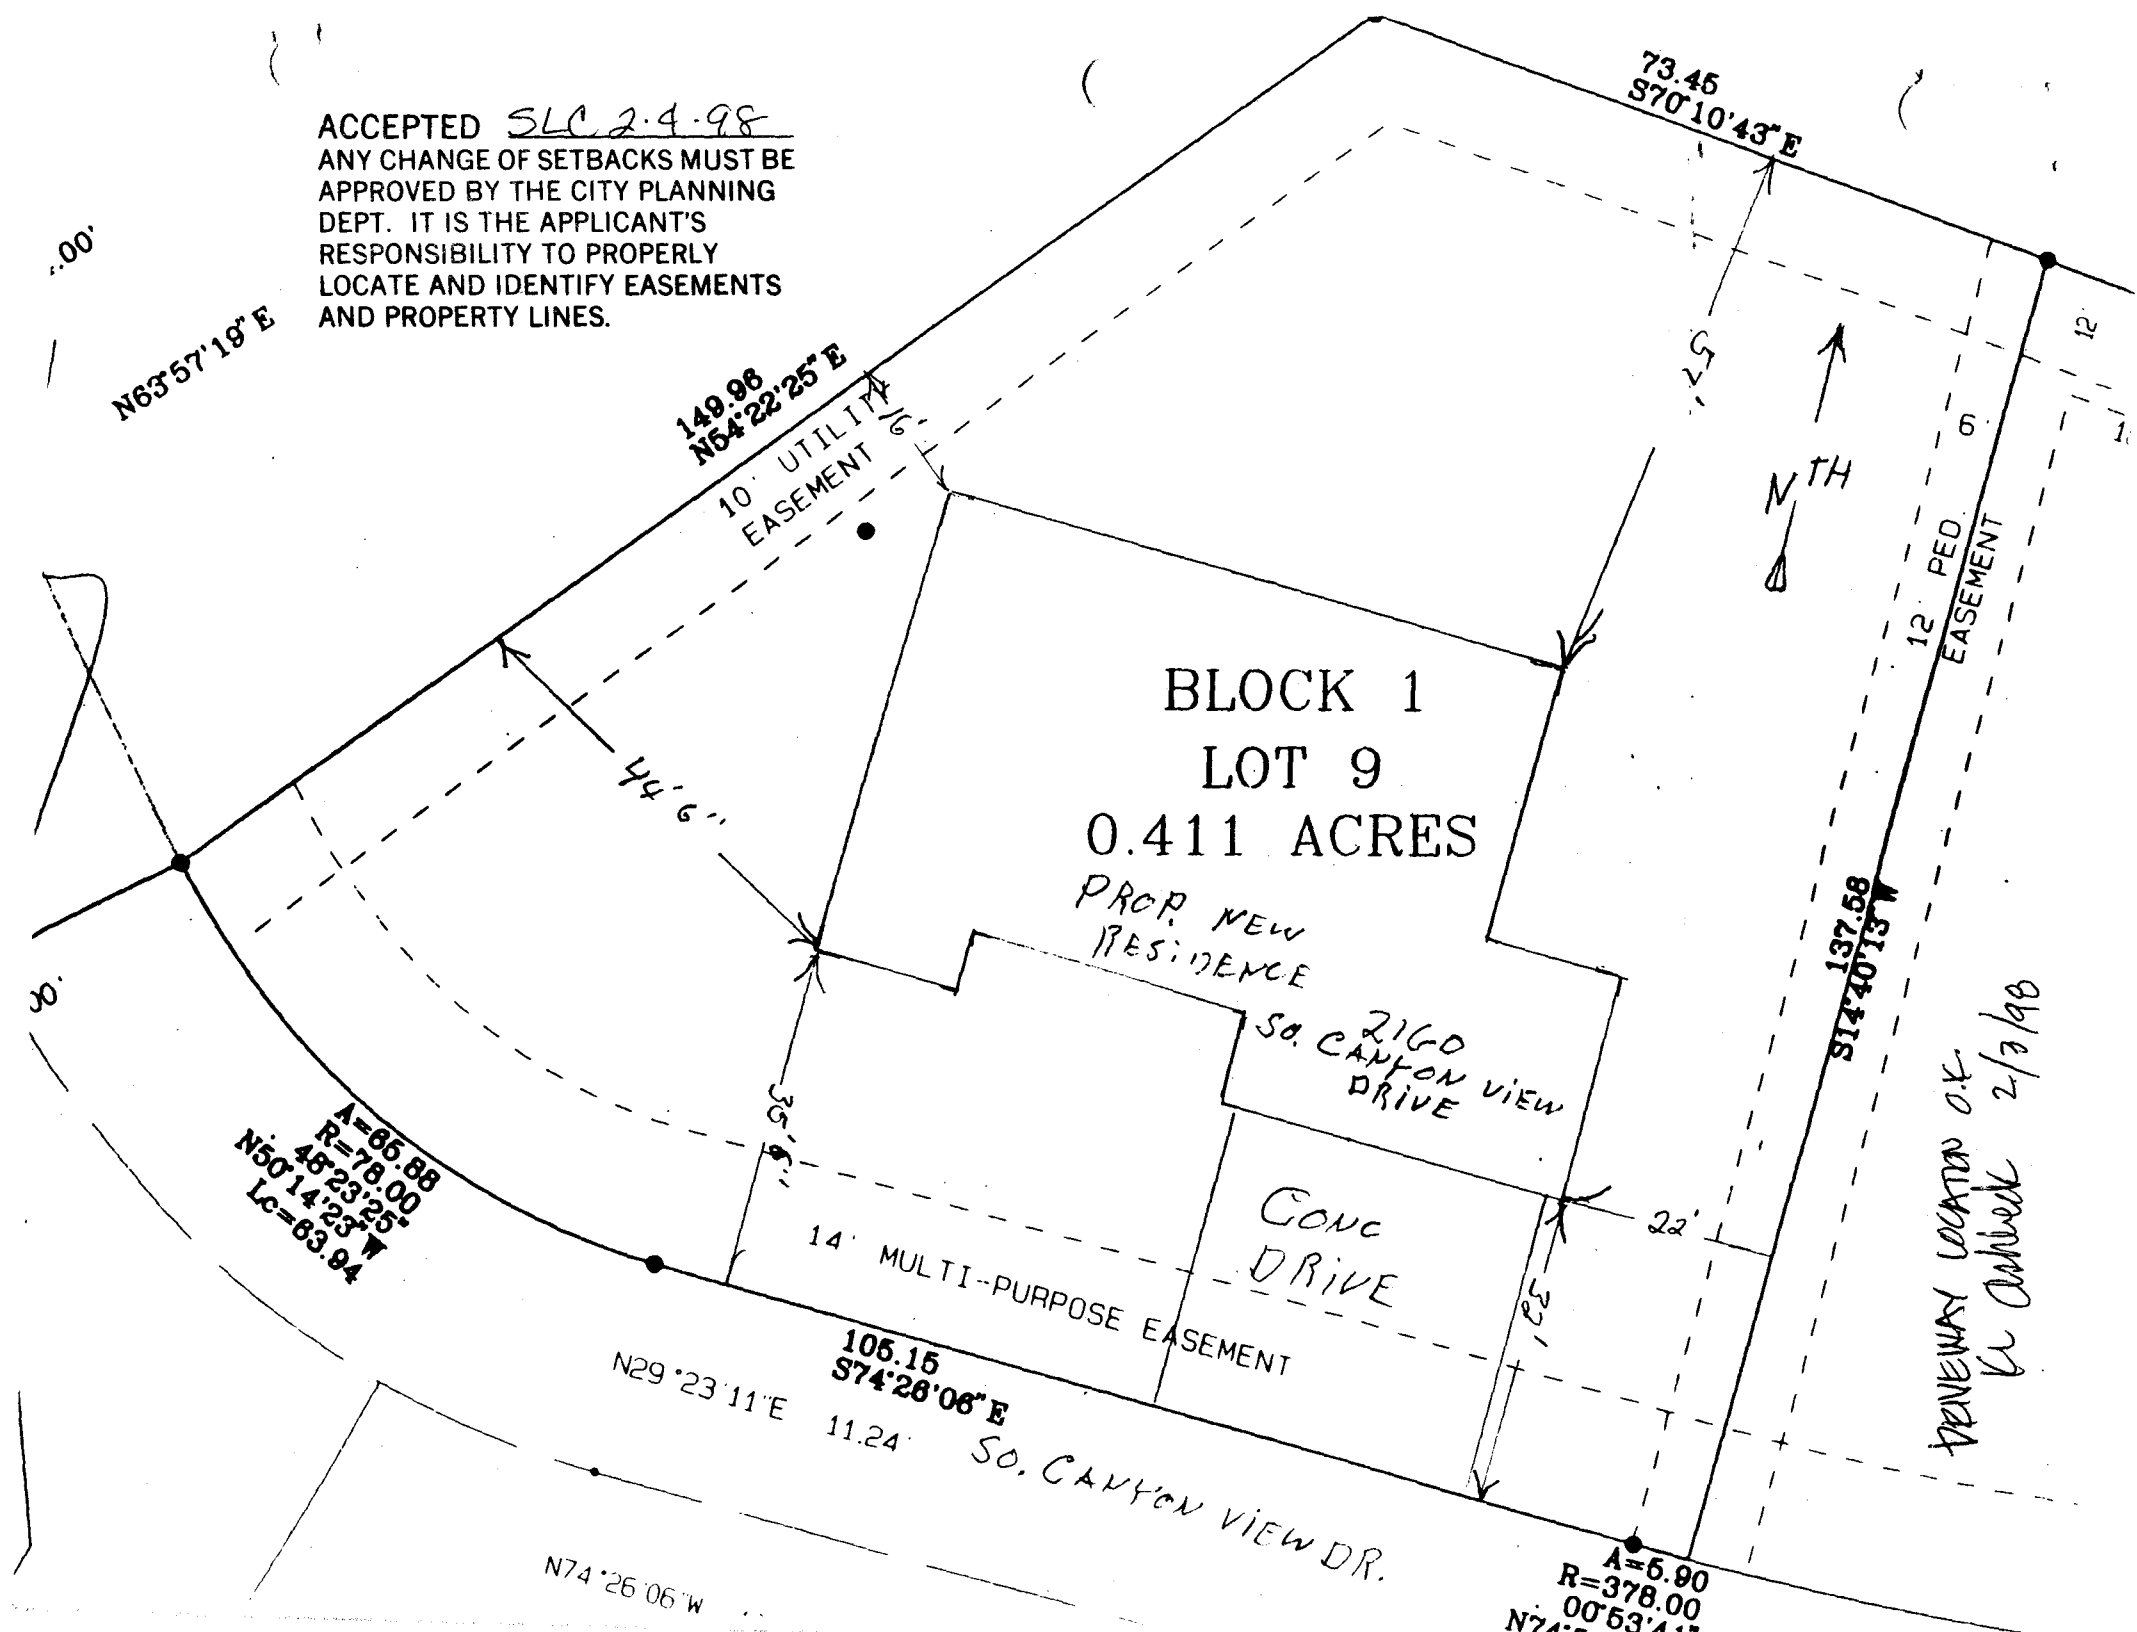 73.45
S70°10'43"E
ACCEPTED SLC 2·4·98
ANY CHANGE OF SETBACKS MUST BE
APPROVED BY THE CITY PLANNING
DEPT. IT IS THE APPLICANT'S
RESPONSIBILITY TO PROPERLY
LOCATE AND IDENTIFY EASEMENTS
AND PROPERTY LINES.
.00'
N63°57'19"E
149.96
N54°22'25"E
10' UTILITY
EASEMENT
12'
6'
NTH
12' PED.
EASEMENT
44'6"
BLOCK 1
LOT 9
0.411 ACRES
PROP. NEW
RESIDENCE
2160
SO. CANYON VIEW
DRIVE
137.58
S14°40'13"W
DRIVEWAY LOCATION O.K.
2/3/98
A=65.88
R=78.00
48°23'25"
N50°14'23"W
Lc=63.94
CONC
DRIVE
22'
32'
14' MULTI-PURPOSE EASEMENT
105.15
S74°26'06"E
N29°23'11"E 11.24'
SO. CANYON VIEW DR.
N74°26'06"W
A=5.90
R=378.00
00°53'41"